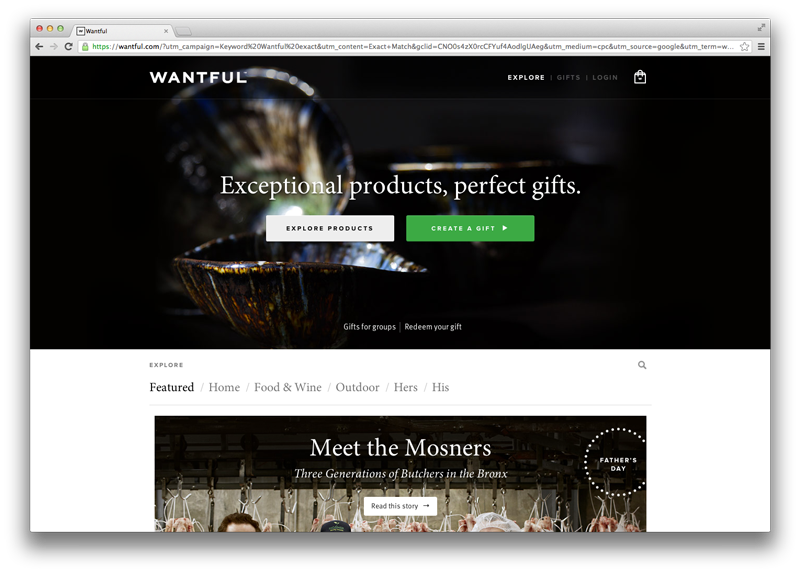 Wantful
https://wantful.com/?utm_campaign=Keyword%20Wantful%20exact&utm_content=Exact+Match&gclid=CNO0s4zX0rcCFYuf4AodIgUAeg&utm_medium=cpc&utm_source=google&utm_term=w...
WANTFUL
EXPLORE | GIFTS | LOGIN
Exceptional products, perfect gifts.
EXPLORE PRODUCTS
CREATE A GIFT
Gifts for groups | Redeem your gift
EXPLORE
Featured / Home / Food & Wine / Outdoor / Hers / His
Meet the Mosners
Three Generations of Butchers in the Bronx
FATHER'S
DAY
Read this story →